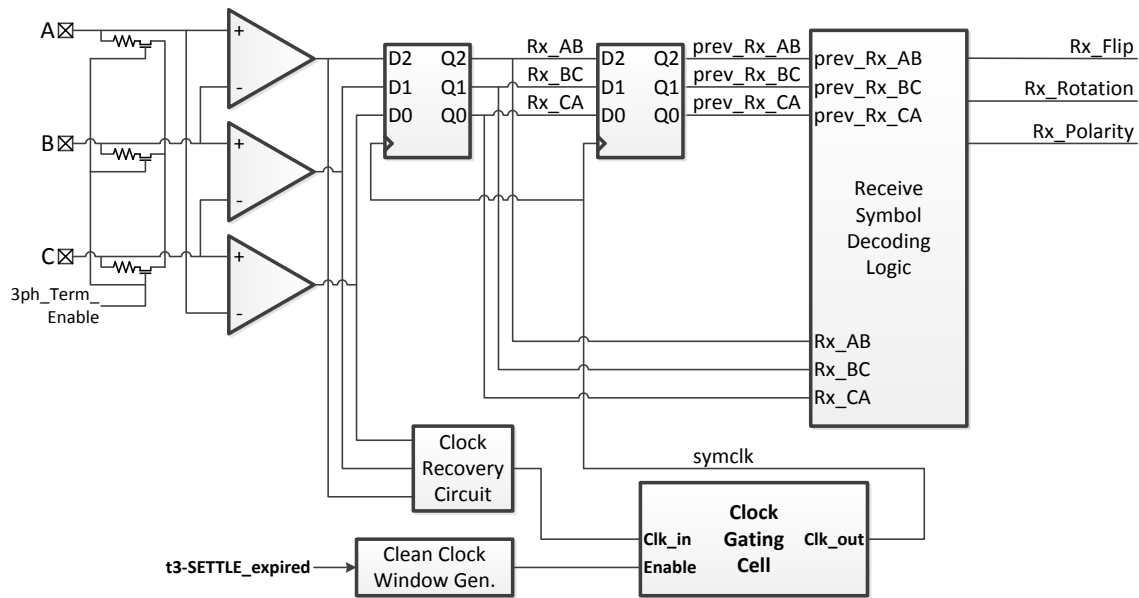 A
B
C
3ph_Term_
Enable
+
-
+
-
+
-
D2 Q2
D1 Q1
D0 Q0
Rx_AB
Rx_BC
Rx_CA
D2 Q2
D1 Q1
D0 Q0
prev_Rx_AB
prev_Rx_BC
prev_Rx_CA
prev_Rx_AB
prev_Rx_BC
prev_Rx_CA
Receive
Symbol
Decoding
Logic
Rx_AB
Rx_BC
Rx_CA
Rx_Flip
Rx_Rotation
Rx_Polarity
Clock
Recovery
Circuit
symclk
Clock
Gating
Cell
Clk_in
Enable
Clk_out
t3-SETTLE_expired
Clean Clock
Window Gen.